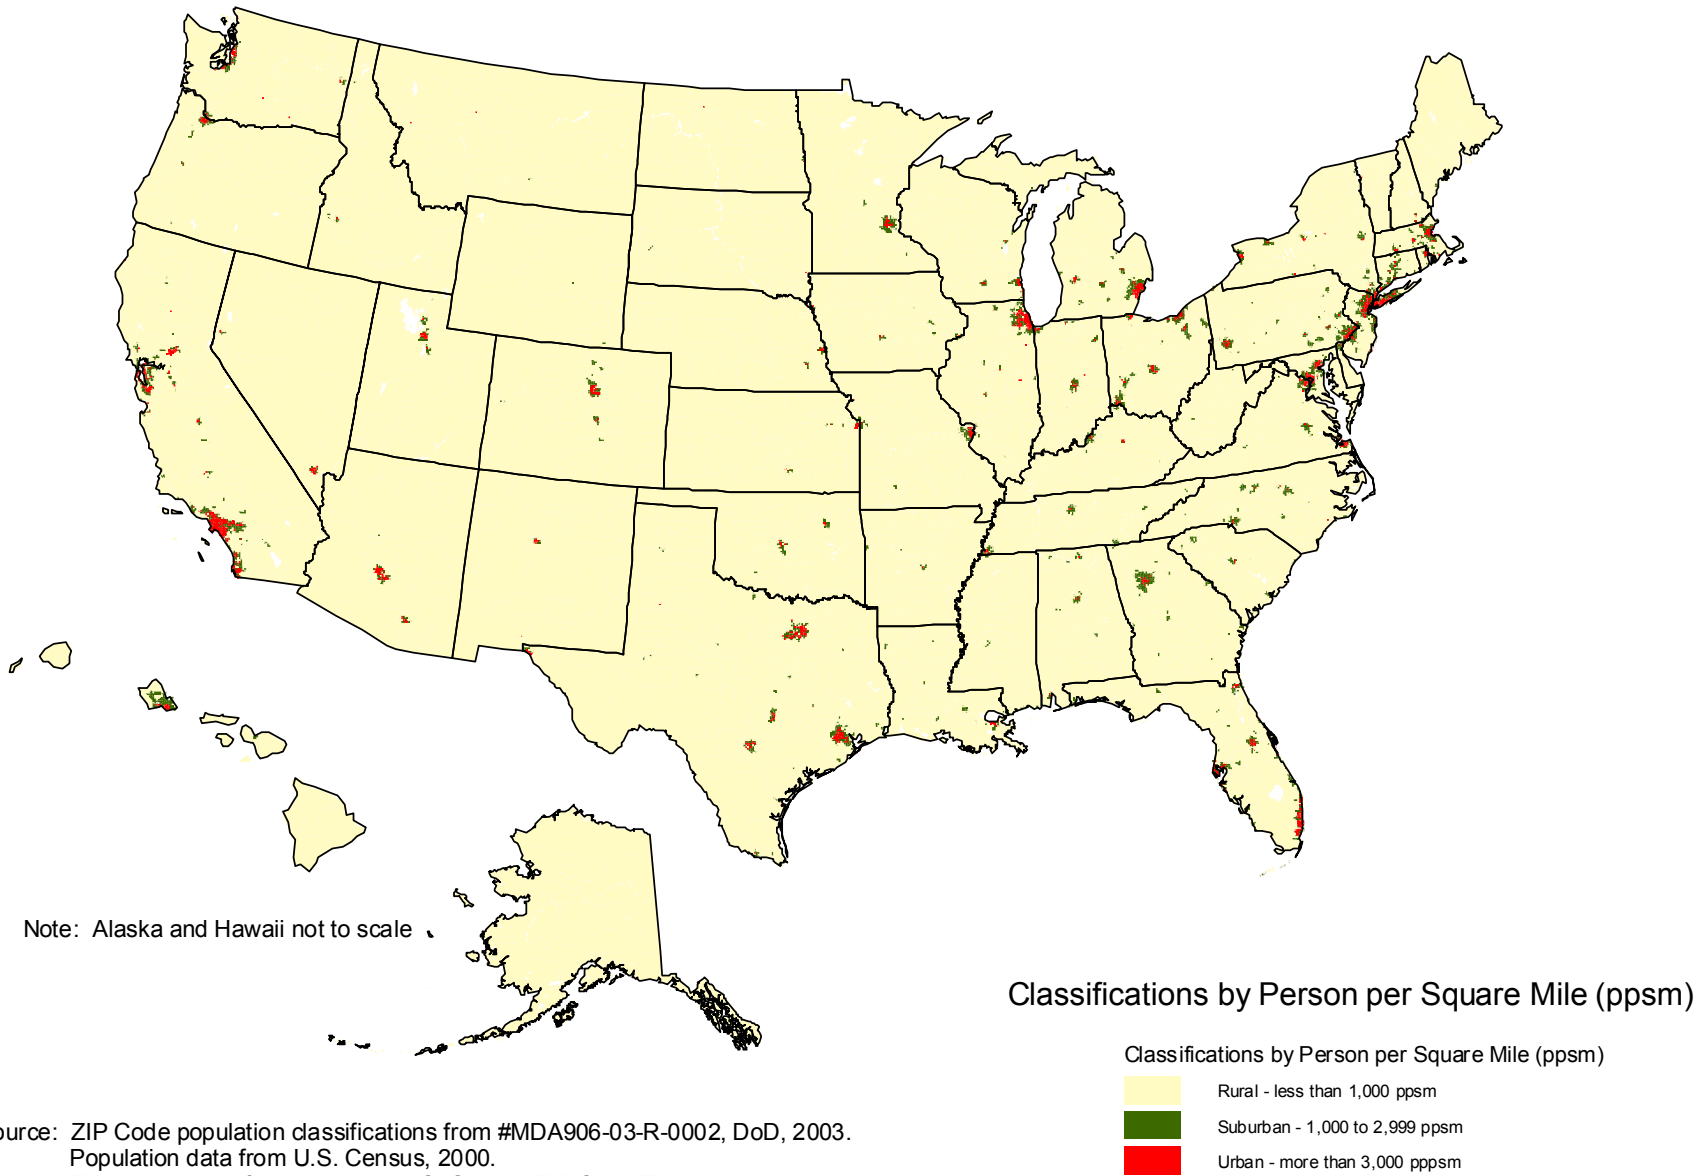 Note: Alaska and Hawaii not to scale
Classifications by Person per Square Mile (ppsm)
Classifications by Person per Square Mile (ppsm)
Rural - less than 1,000 ppsm
Suburban - 1,000 to 2,999 ppsm
Urban - more than 3,000 pppsm
ource: ZIP Code population classifications from #MDA906-03-R-0002, DoD, 2003.
Population data from U.S. Census, 2000.